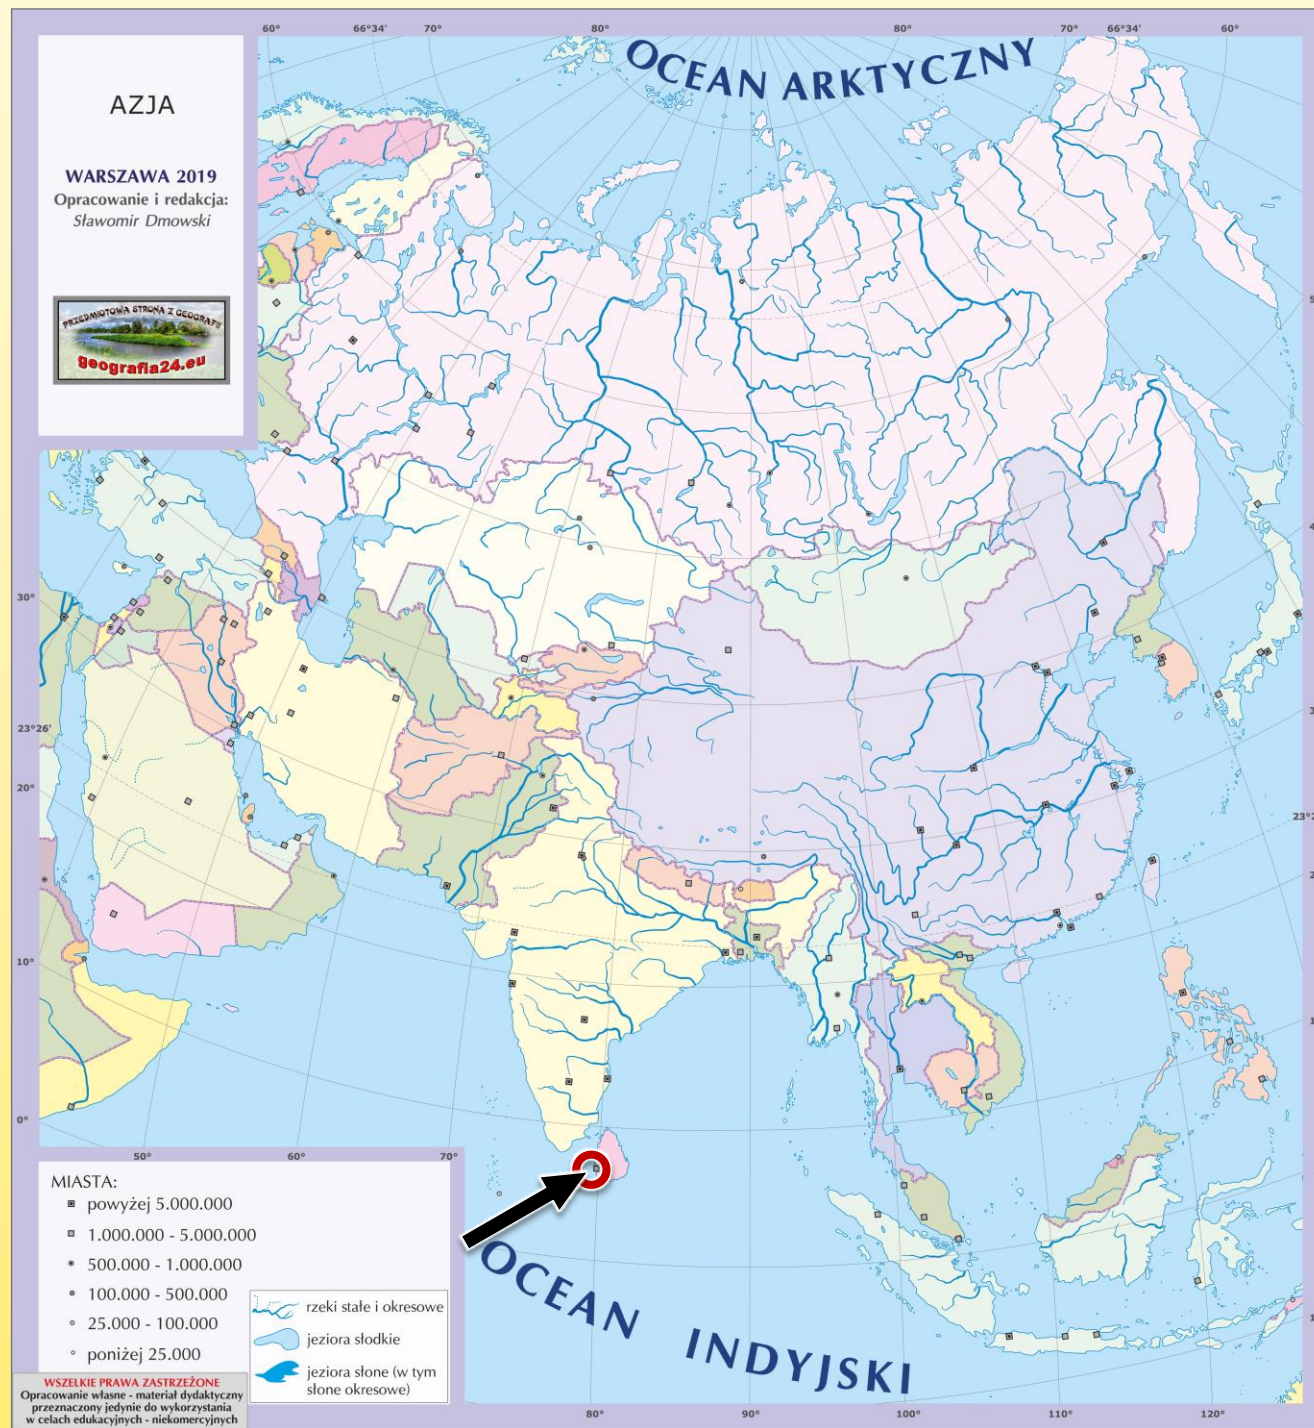 60°
66°34'
70°
80°
80°
70°
66°34'
60°
OCEAN ARKTYCZNY
AZJA
WARSZAWA 2019
Opracowanie i redakcja:
Sławomir Dmowski
PRZEDMIOTOWA STRONA Z GEOGRAFII
geografia24.eu
30°
23°26'
20°
10°
0°
50°
60°
70°
MIASTA:
powyżej 5.000.000
1.000.000 - 5.000.000
500.000 - 1.000.000
100.000 - 500.000
25.000 - 100.000
poniżej 25.000
rzeki stałe i okresowe
jeziora słodkie
jeziora słone (w tym
słone okresowe)
OCEAN INDYJSKI
WSZELKIE PRAWA ZASTRZEŻONE
Opracowanie własne - materiał dydaktyczny
przeznaczony jedynie do wykorzystania
w celach edukacyjnych - niekomercyjnych
80°
90°
100°
110°
120°